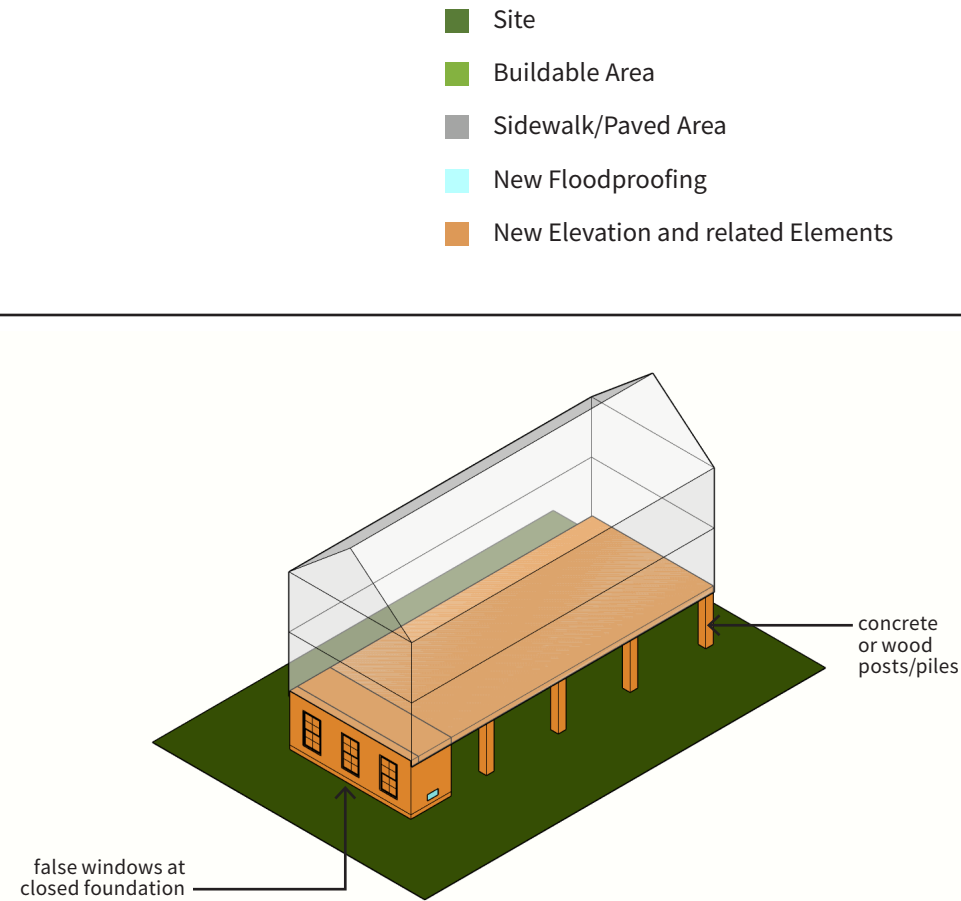 Site
Buildable Area
Sidewalk/Paved Area
New Floodproofing
New Elevation and related Elements
concrete
or wood
posts/piles
false windows at
closed foundation